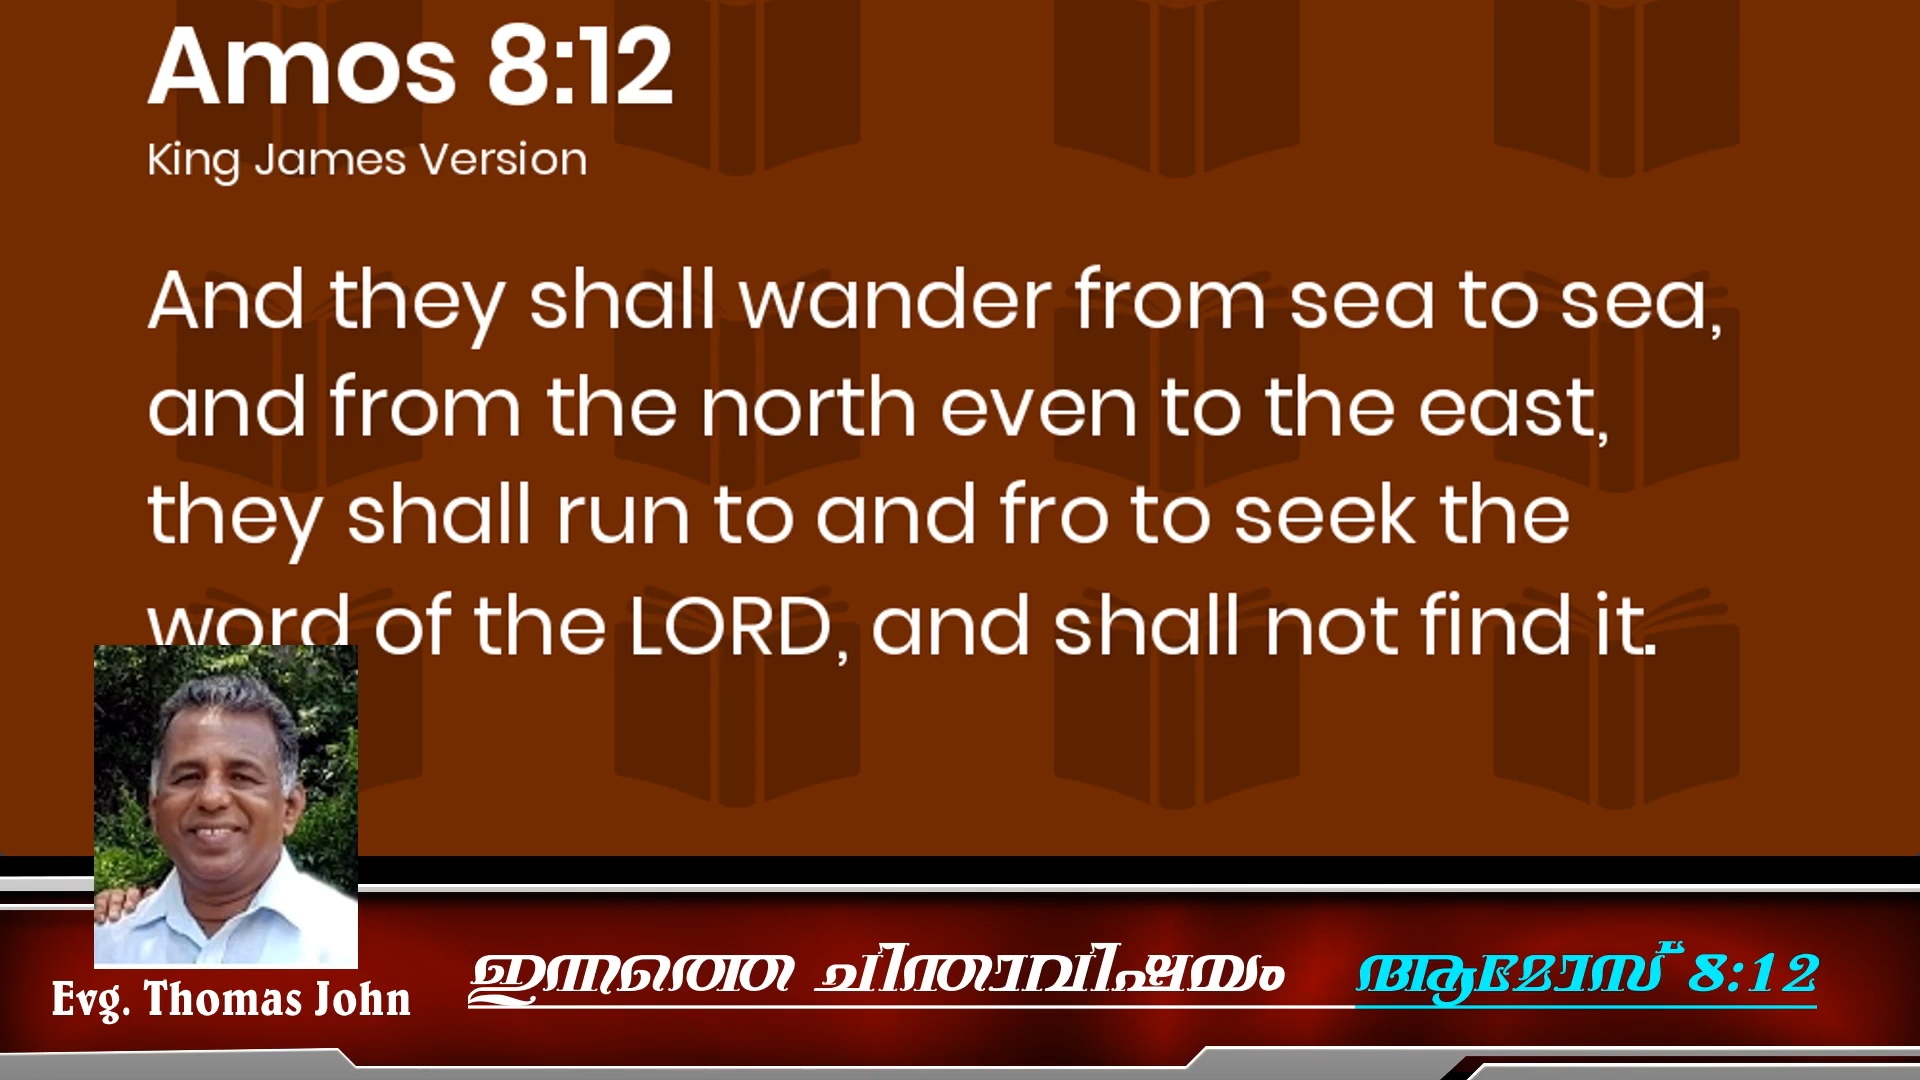 Amos 8:12
King James Version
And they shall wander from sea to sea,
and from the north even to the east,
they shall run to and fro to seek the
word of the LORD, and shall not find it.
Evg. Thomas John
ഇന്നത്തെ ചിന്താവിഷയം ആമോസ് 8:12